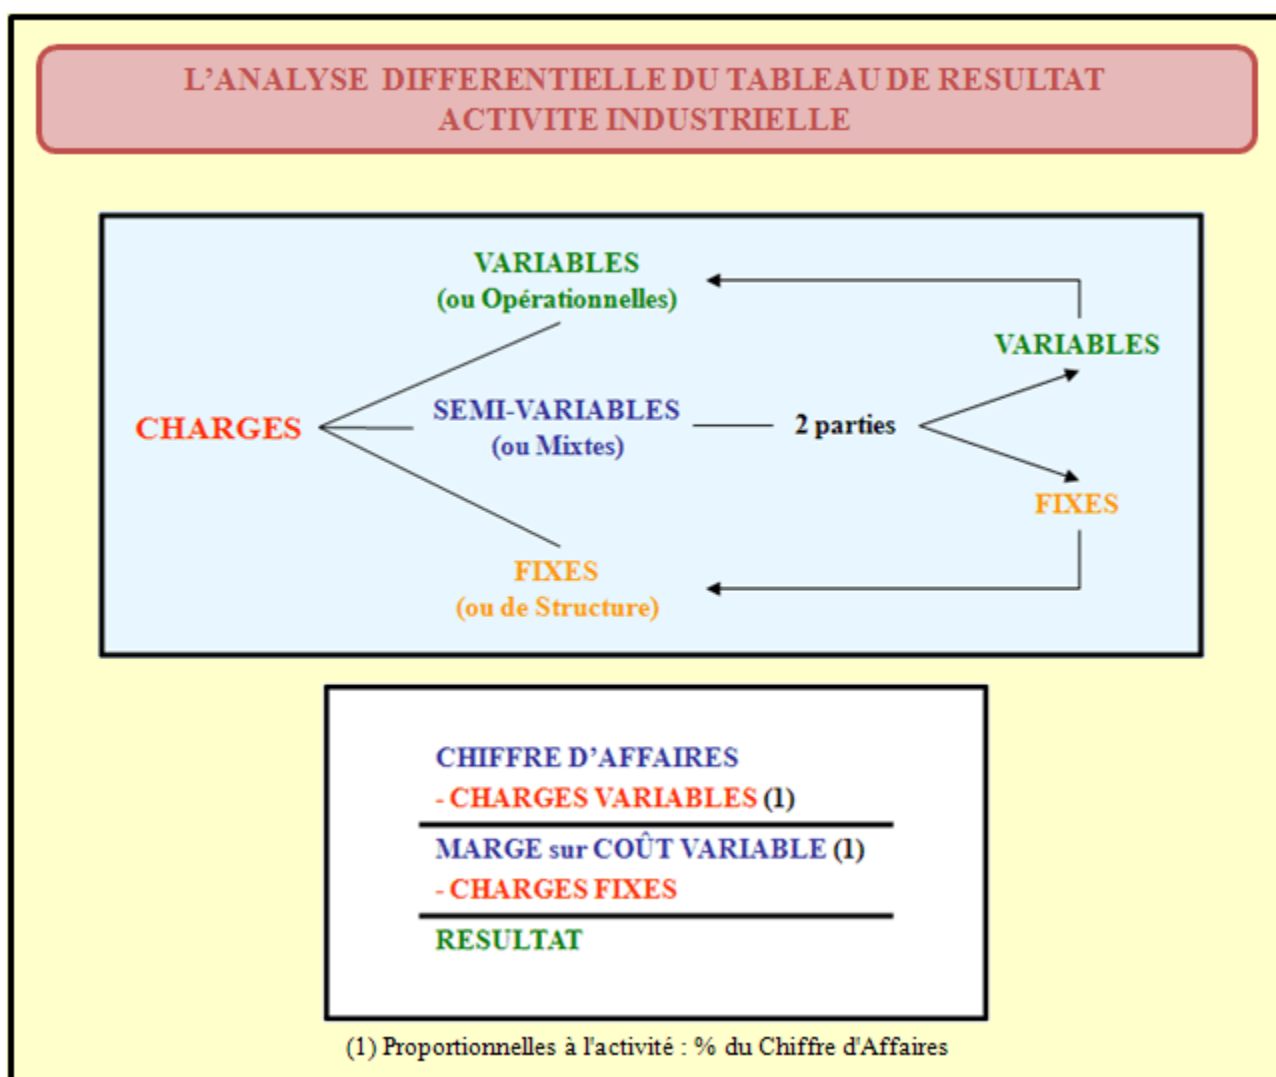 L'ANALYSE DIFFERENTIELLE DU TABLEAU DE RESULTAT
ACTIVITE INDUSTRIELLE
VARIABLES
(ou Opérationnelles)
VARIABLES
CHARGES
SEMI-VARIABLES
(ou Mixtes)
2 parties
FIXES
FIXES
(ou de Structure)
CHIFFRE D'AFFAIRES
- CHARGES VARIABLES (1)
MARGE sur COÛT VARIABLE (1)
- CHARGES FIXES
RESULTAT
(1) Proportionnelles à l'activité : % du Chiffre d'Affaires